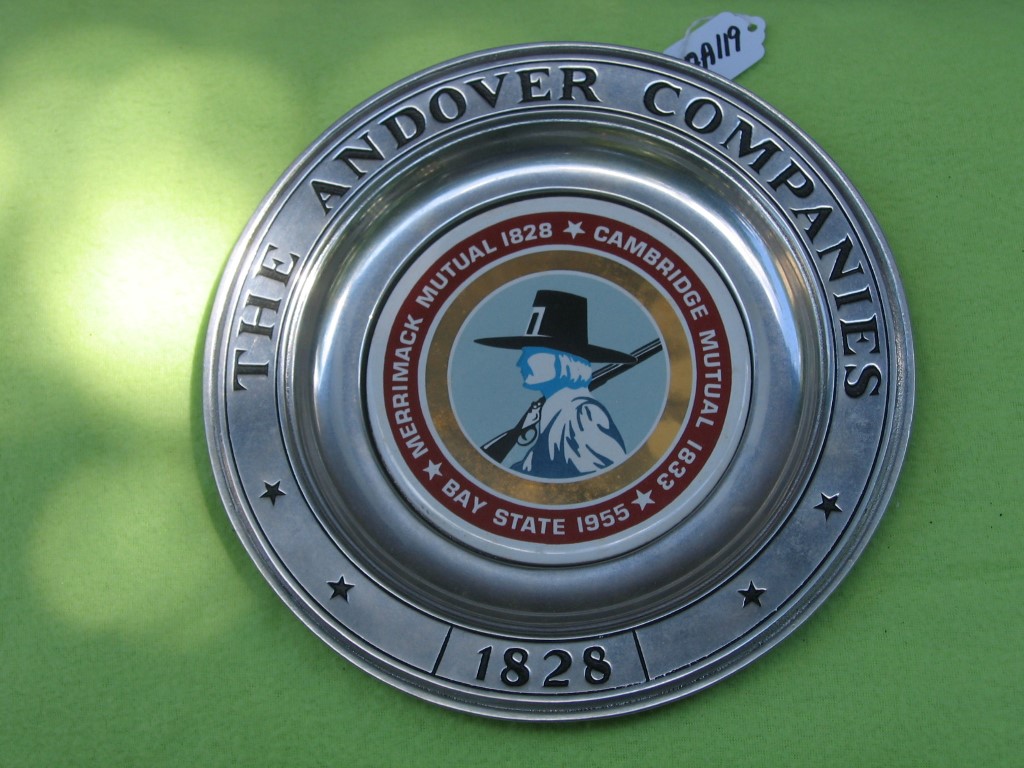 THE ANDOVER COMPANIES
MERRIMACK MUTUAL 1828 ★ CAMBRIDGE MUTUAL 1833 ★ BAY STATE 1955 ★
1828